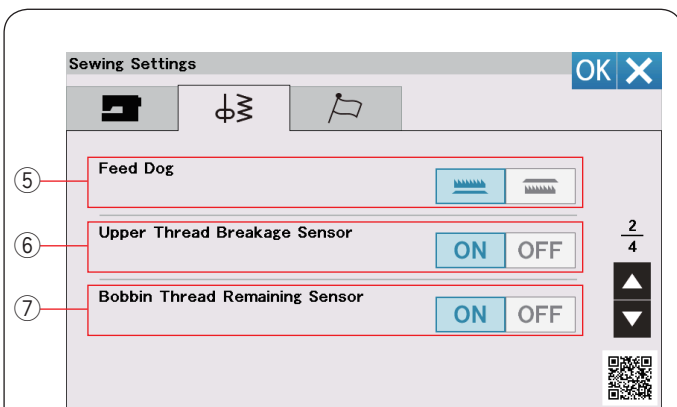 Sewing Settings
OK
⑤
Feed Dog
⑥
Upper Thread Breakage Sensor
ON OFF
2
4
⑦
Bobbin Thread Remaining Sensor
ON OFF